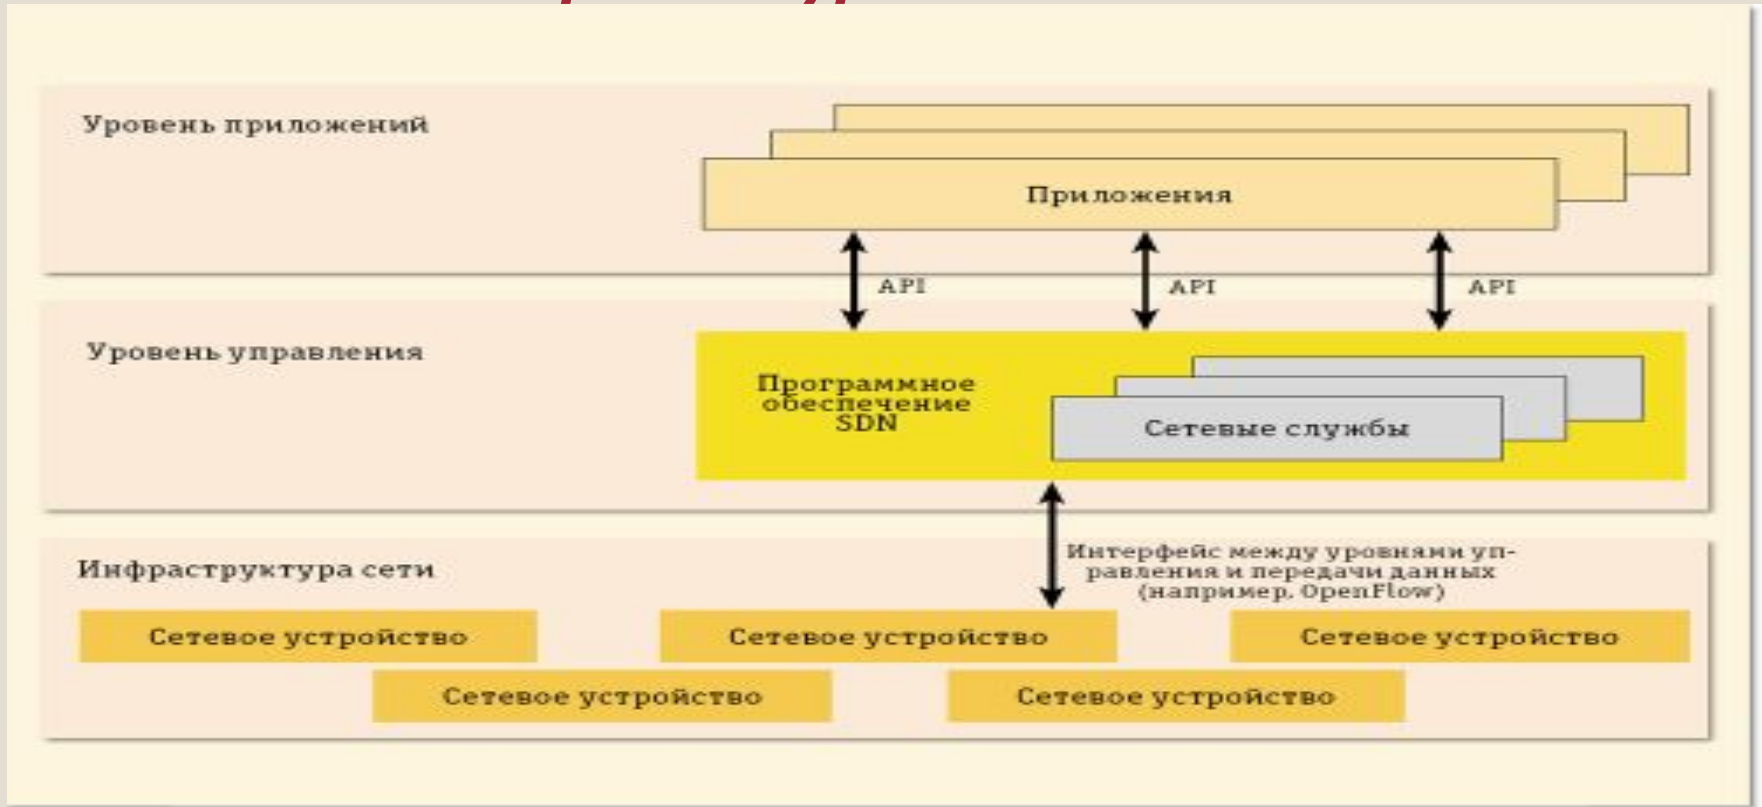 Уровень приложений
Приложения
API
API
API
Уровень управления
Программное
обеспечение
SDN
Сетевые службы
Интерфейс между уровнями уп-
равления и передачи данных
(например, OpenFlow)
Инфраструктура сети
Сетевое устройство
Сетевое устройство
Сетевое устройство
Сетевое устройство
Сетевое устройство